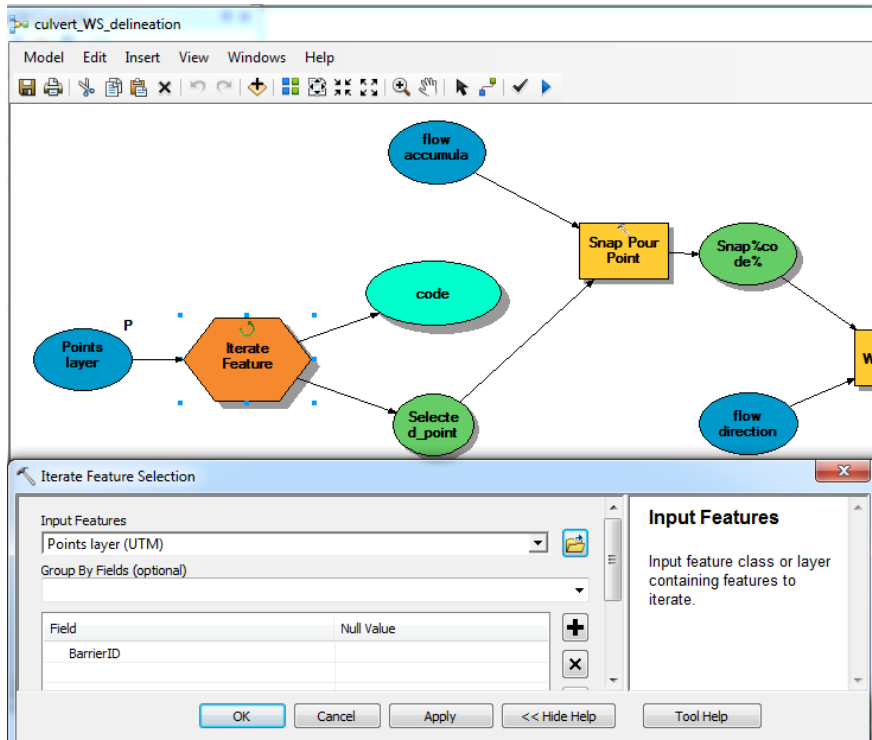 culvert_WS_delineation
Model Edit Insert View Windows Help
flow
accumula
Snap Pour
Point
Snap%co
de%
code
P
Points
layer
Iterate
Feature
W
Selecte
d_point
flow
direction
Iterate Feature Selection
X
Input Features
Points layer (UTM)
Group By Fields (optional)
Field Null Value
BarrierID
OK Cancel Apply << Hide Help Tool Help
Input Features
Input feature class or layer
containing features to
iterate.